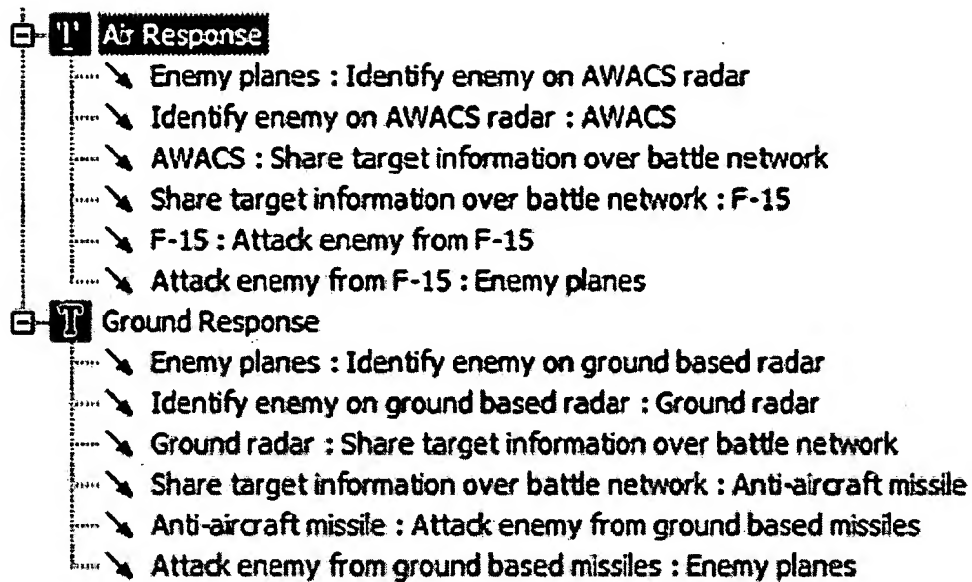 T Air Response
Enemy planes : Identify enemy on AWACS radar
Identify enemy on AWACS radar : AWACS
AWACS : Share target information over battle network
Share target information over battle network : F-15
F-15 : Attack enemy from F-15
Attack enemy from F-15 : Enemy planes
T Ground Response
Enemy planes : Identify enemy on ground based radar
Identify enemy on ground based radar : Ground radar
Ground radar : Share target information over battle network
Share target information over battle network : Anti-aircraft missile
Anti-aircraft missile : Attack enemy from ground based missiles
Attack enemy from ground based missiles : Enemy planes